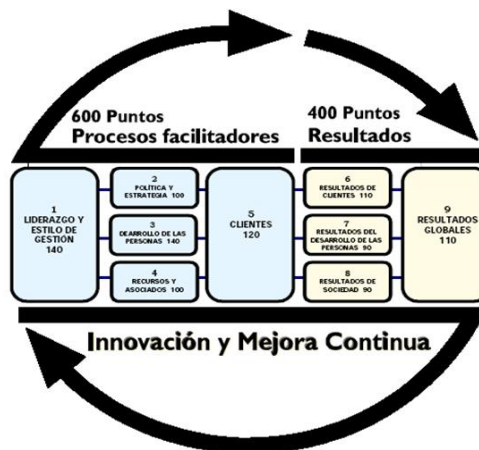 600 Puntos
Procesos facilitadores
400 Puntos
Resultados
1
LIDERAZGO Y
ESTILO DE
GESTIÓN
140
2
POLÍTICA Y
ESTRATEGIA 100
3
DEARROLLO DE LAS
PERSONAS 140
4
RECURSOS Y
ASOCIADOS 100
5
CLIENTES
120
6
RESULTADOS DE
CLIENTES 110
7
RESULTADOS DEL
DESARROLLO DE LAS
PERSONAS 90
8
RESULTADOS DE
SOCIEDAD 90
9
RESULTADOS
GLOBALES
110
Innovación y Mejora Continua